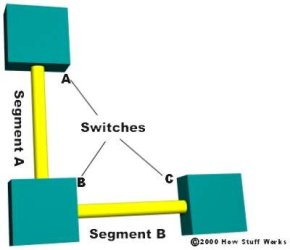 A
Segment A
Switches
B
C
Segment B
©2000 How Stuff Works